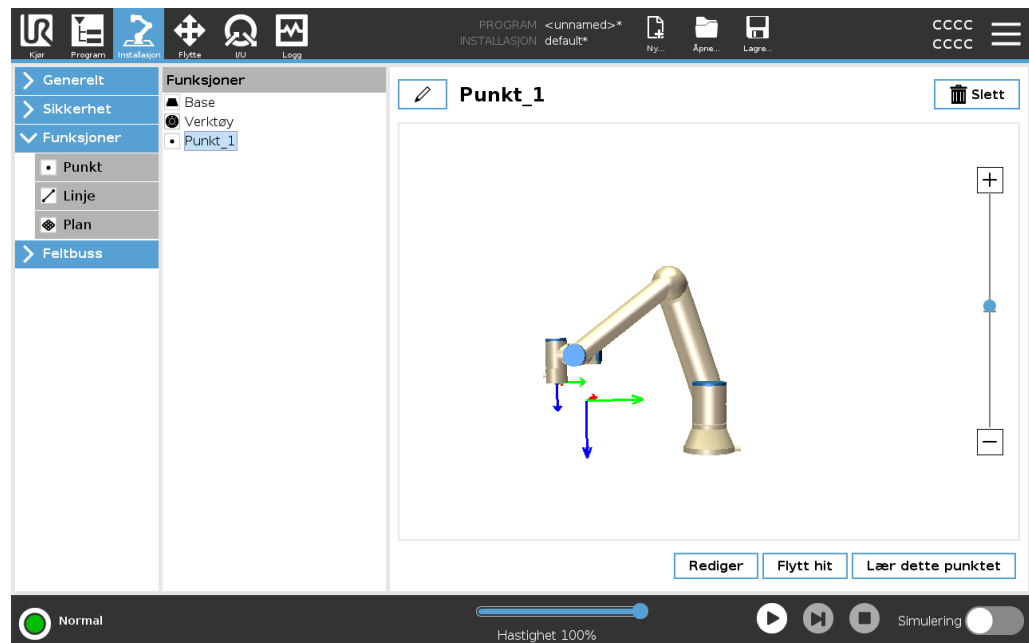 PROGRAM <unnamed>*
INSTALLASJON default*
UR
Kjør
Program
Installasjon
Flytte
I/U
Logg
Ny...
Åpne...
Lagre...
CCCC
CCCC
Generelt
Sikkerhet
Funksjoner
Punkt
Linje
Plan
Feltbuss
Funksjoner
Base
Verktøy
Punkt_1
Punkt_1
Slett
Rediger
Flytt hit
Lær dette punktet
Normal
Hastighet 100%
Simulering